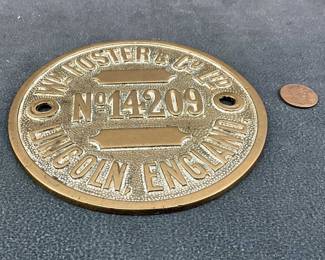 Wm FOSTER & Co LTD
No 14209
LINCOLN, ENGLAND.